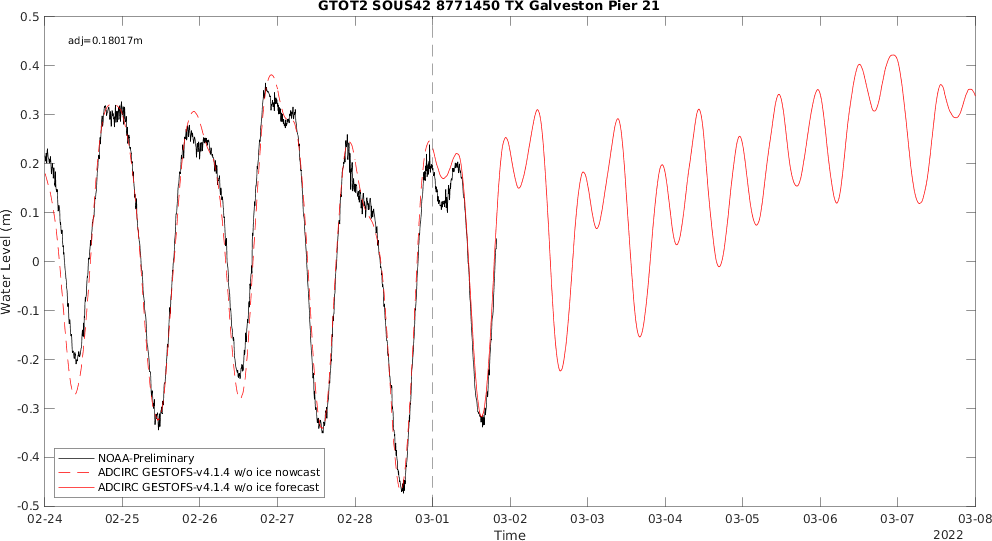 GTOT2 SOUS42 8771450 TX Galveston Pier 21
adj=0.18017m
Water Level (m)
0.5
0.4
0.3
0.2
0.1
0
-0.1
-0.2
-0.3
-0.4
-0.5
NOAA-Preliminary
ADCIRC GESTOFS-v4.1.4 w/o ice nowcast
ADCIRC GESTOFS-v4.1.4 w/o ice forecast
02-24 02-25 02-26 02-27 02-28 03-01 03-02 03-03 03-04 03-05 03-06 03-07 03-08
Time
2022